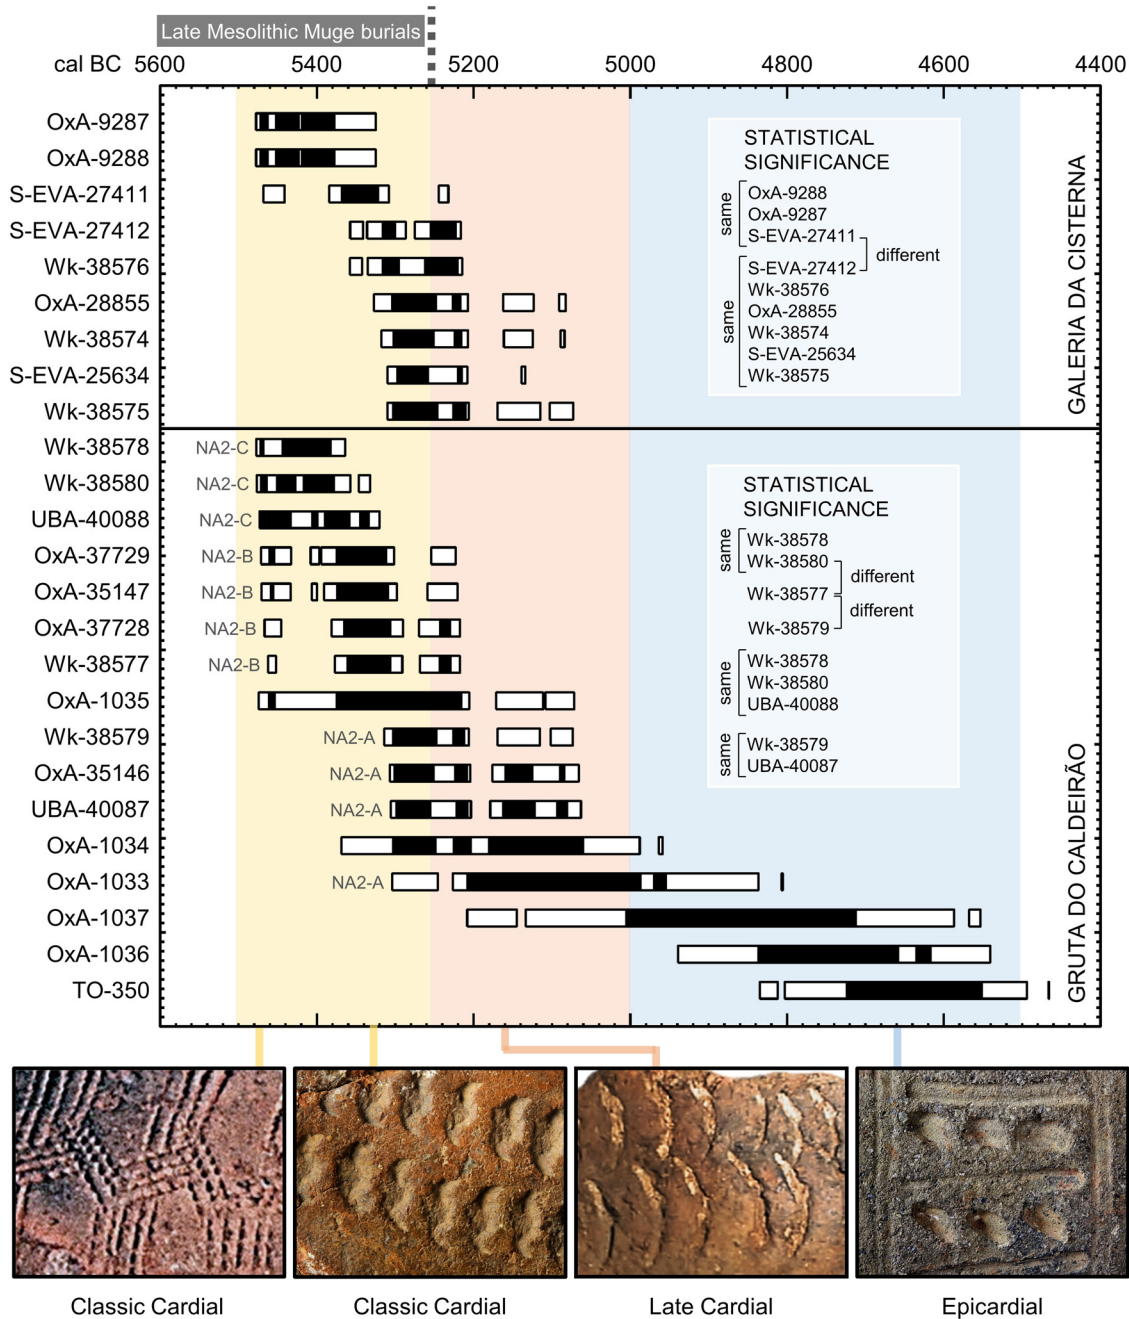 Late Mesolithic Muge burials
cal BC 5600 5400 5200 5000 4800 4600 4400
OxA-9287
OxA-9288
S-EVA-27411
S-EVA-27412
Wk-38576
OxA-28855
Wk-38574
S-EVA-25634
Wk-38575
STATISTICAL
SIGNIFICANCE
same
OxA-9288
OxA-9287
S-EVA-27411
different
same
S-EVA-27412
Wk-38576
OxA-28855
Wk-38574
S-EVA-25634
Wk-38575
GALERIA DA CISTERNA
Wk-38578 NA2-C
Wk-38580 NA2-C
UBA-40088 NA2-C
OxA-37729 NA2-B
OxA-35147 NA2-B
OxA-37728 NA2-B
Wk-38577 NA2-B
OxA-1035
Wk-38579 NA2-A
OxA-35146 NA2-A
UBA-40087 NA2-A
OxA-1034
OxA-1033 NA2-A
OxA-1037
OxA-1036
TO-350
STATISTICAL
SIGNIFICANCE
same
Wk-38578
Wk-38580
different
Wk-38577
different
Wk-38579
same
Wk-38578
Wk-38580
UBA-40088
same
Wk-38579
UBA-40087
GRUTA DO CALDEIRÃO
Classic Cardial
Classic Cardial
Late Cardial
Epicardial